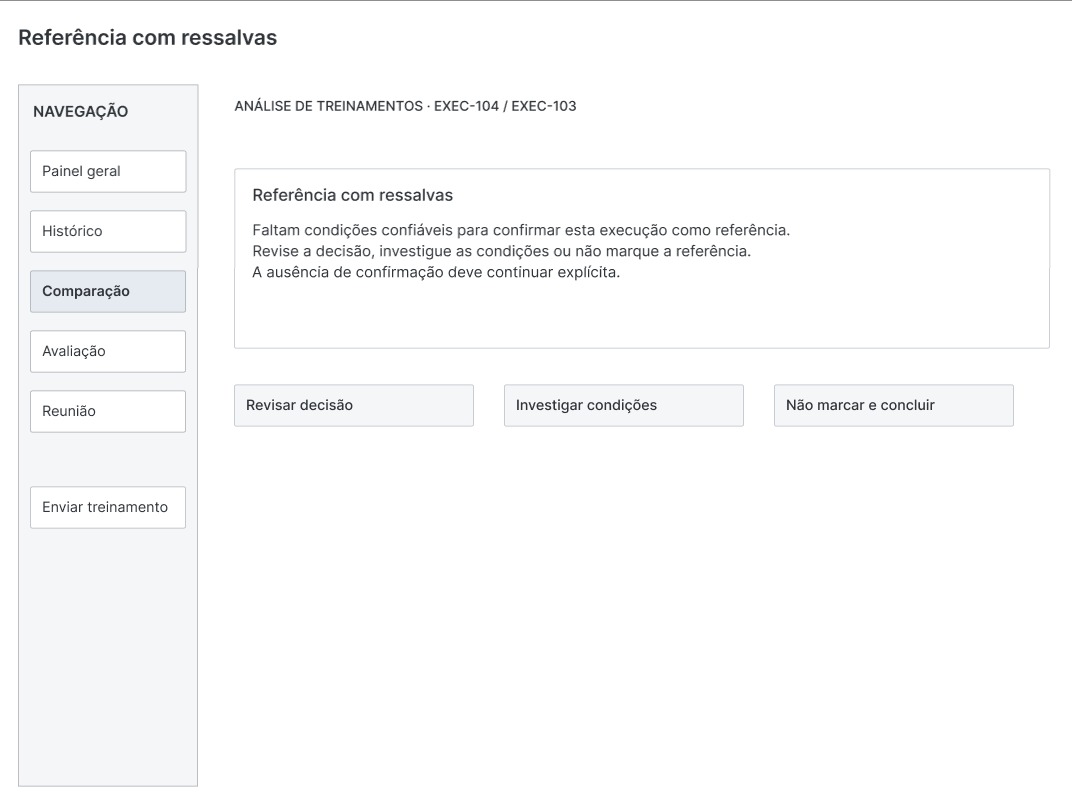 Referência com ressalvas
NAVEGAÇÃO
Painel geral
Histórico
Comparação
Avaliação
Reunião
Enviar treinamento
ANÁLISE DE TREINAMENTOS · EXEC-104 / EXEC-103
Referência com ressalvas
Faltam condições confiáveis para confirmar esta execução como referência.
Revise a decisão, investigue as condições ou não marque a referência.
A ausência de confirmação deve continuar explícita.
Revisar decisão
Investigar condições
Não marcar e concluir